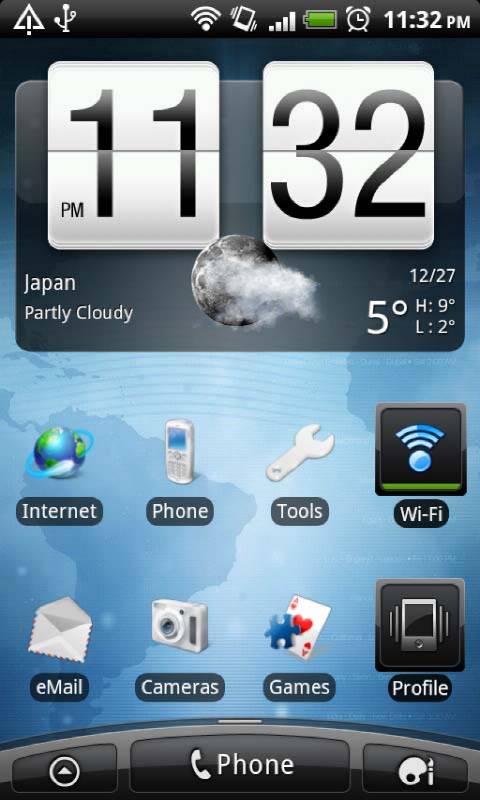 11:32 PM
PM 11 32
Japan
Partly Cloudy
12/27
5° H: 9°
L: 2°
Internet
Phone
Tools
Wi-Fi
eMail
Cameras
Games
Profile
Phone